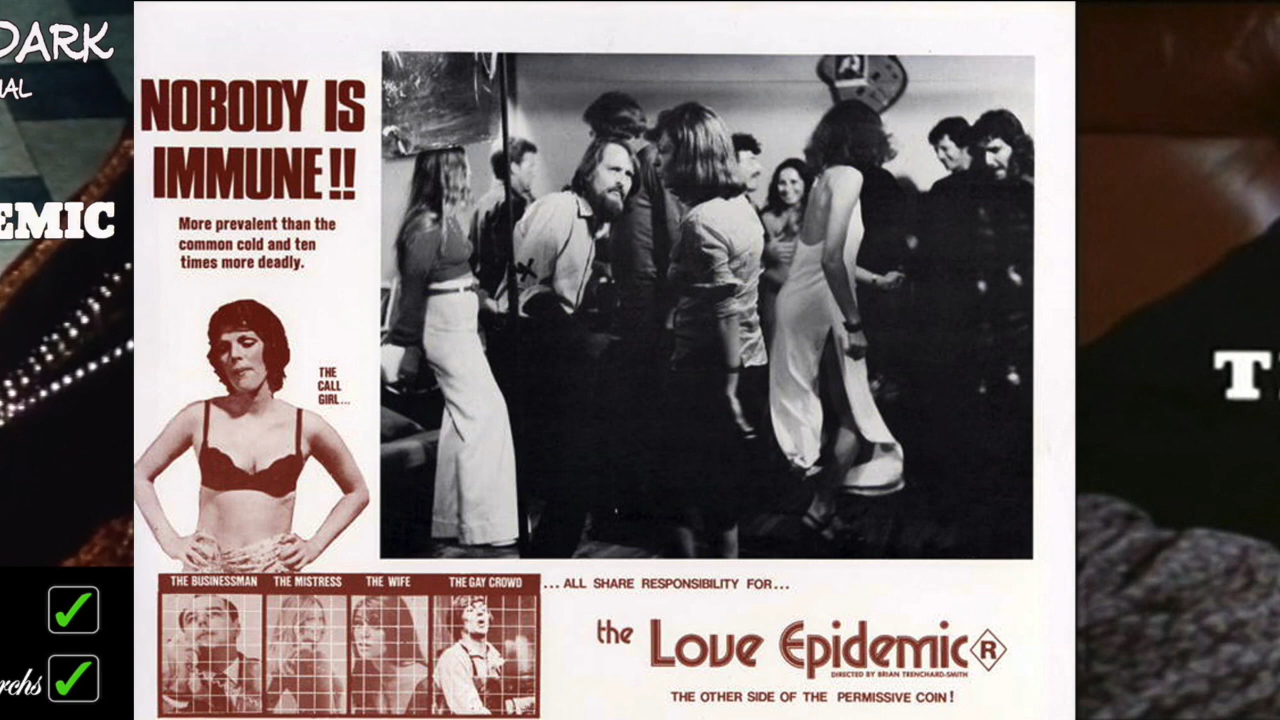 DARK
EMIC
NOBODY IS
IMMUNE!!
More prevalent than the
common cold and ten
times more deadly.
THE
CALL
GIRL...
THE BUSINESSMAN THE MISTRESS THE WIFE THE GAY CROWD
...ALL SHARE RESPONSIBILITY FOR...
the Love Epidemic R
DIRECTED BY BRIAN TRENCHARD-SMITH
THE OTHER SIDE OF THE PERMISSIVE COIN!
rchs
T